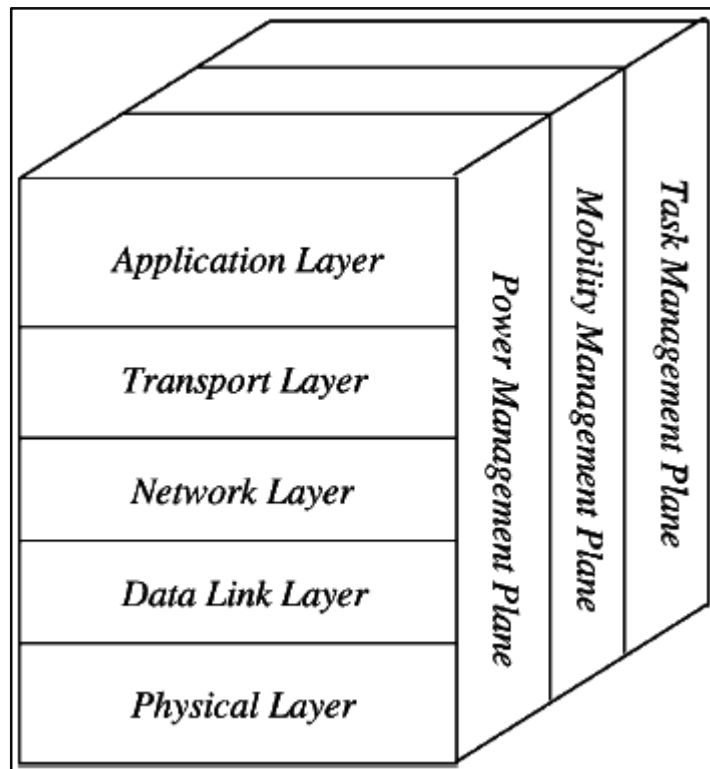 Application Layer
Transport Layer
Network Layer
Data Link Layer
Physical Layer
Power Management Plane
Mobility Management Plane
Task Management Plane